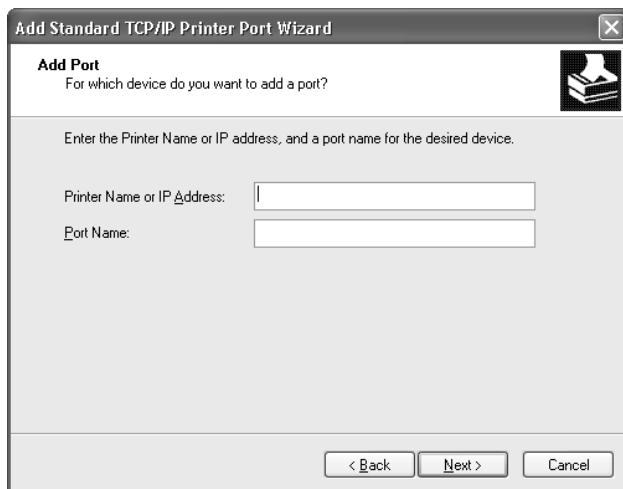 Add Standard TCP/IP Printer Port Wizard
Add Port
For which device do you want to add a port?
Enter the Printer Name or IP address, and a port name for the desired device.
Printer Name or IP Address:
Port Name:
< Back Next > Cancel